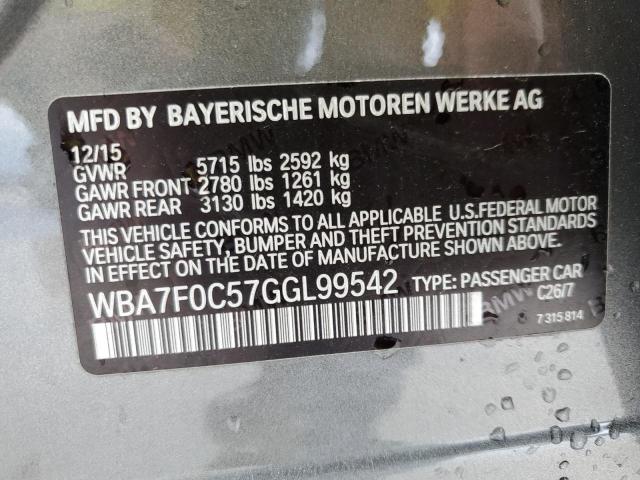 MFD BY BAYERISCHE MOTOREN WERKE AG
12/15
GVWR 5715 lbs 2592 kg
GAWR FRONT 2780 lbs 1261 kg
GAWR REAR 3130 lbs 1420 kg
THIS VEHICLE CONFORMS TO ALL APPLICABLE U.S.FEDERAL MOTOR
VEHICLE SAFETY, BUMPER AND THEFT PREVENTION STANDARDS
IN EFFECT ON THE DATE OF MANUFACTURE SHOWN ABOVE.
WBA7F0C57GGL99542 TYPE: PASSENGER CAR
C26/7
7 315 814